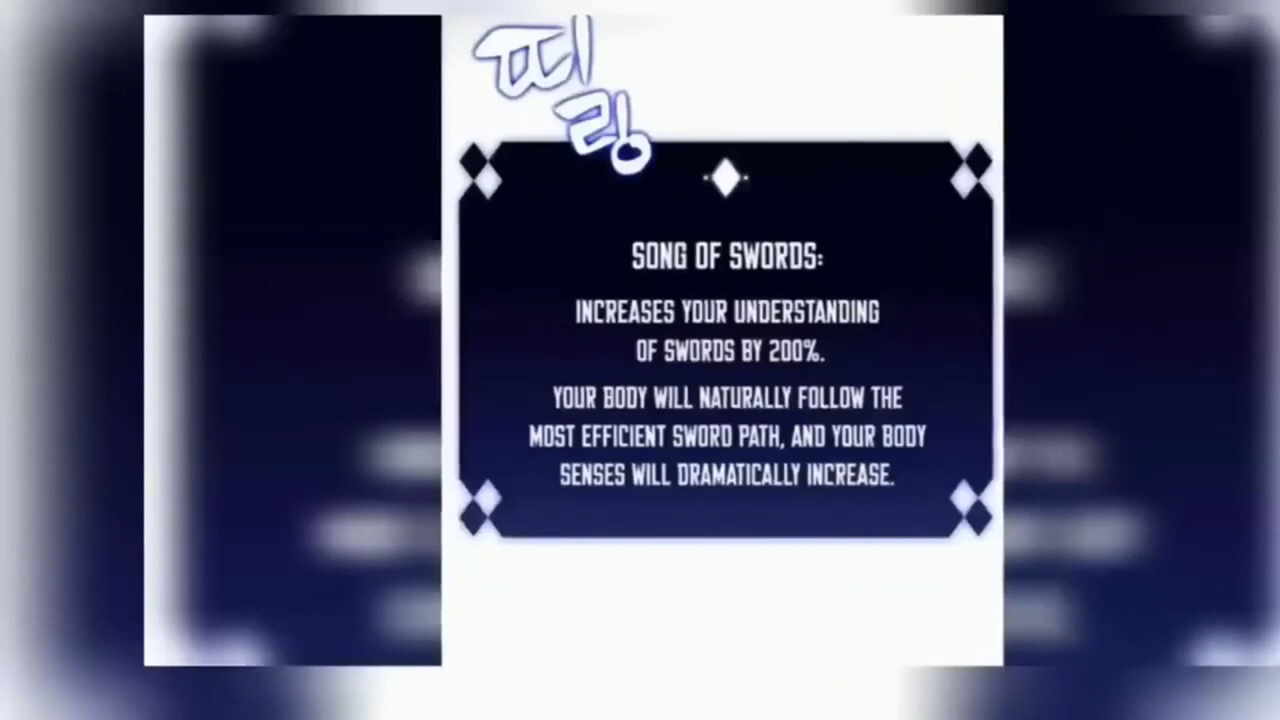 띠
링
SONG OF SWORDS:
INCREASES YOUR UNDERSTANDING
OF SWORDS BY 200%.
YOUR BODY WILL NATURALLY FOLLOW THE
MOST EFFICIENT SWORD PATH, AND YOUR BODY
SENSES WILL DRAMATICALLY INCREASE.